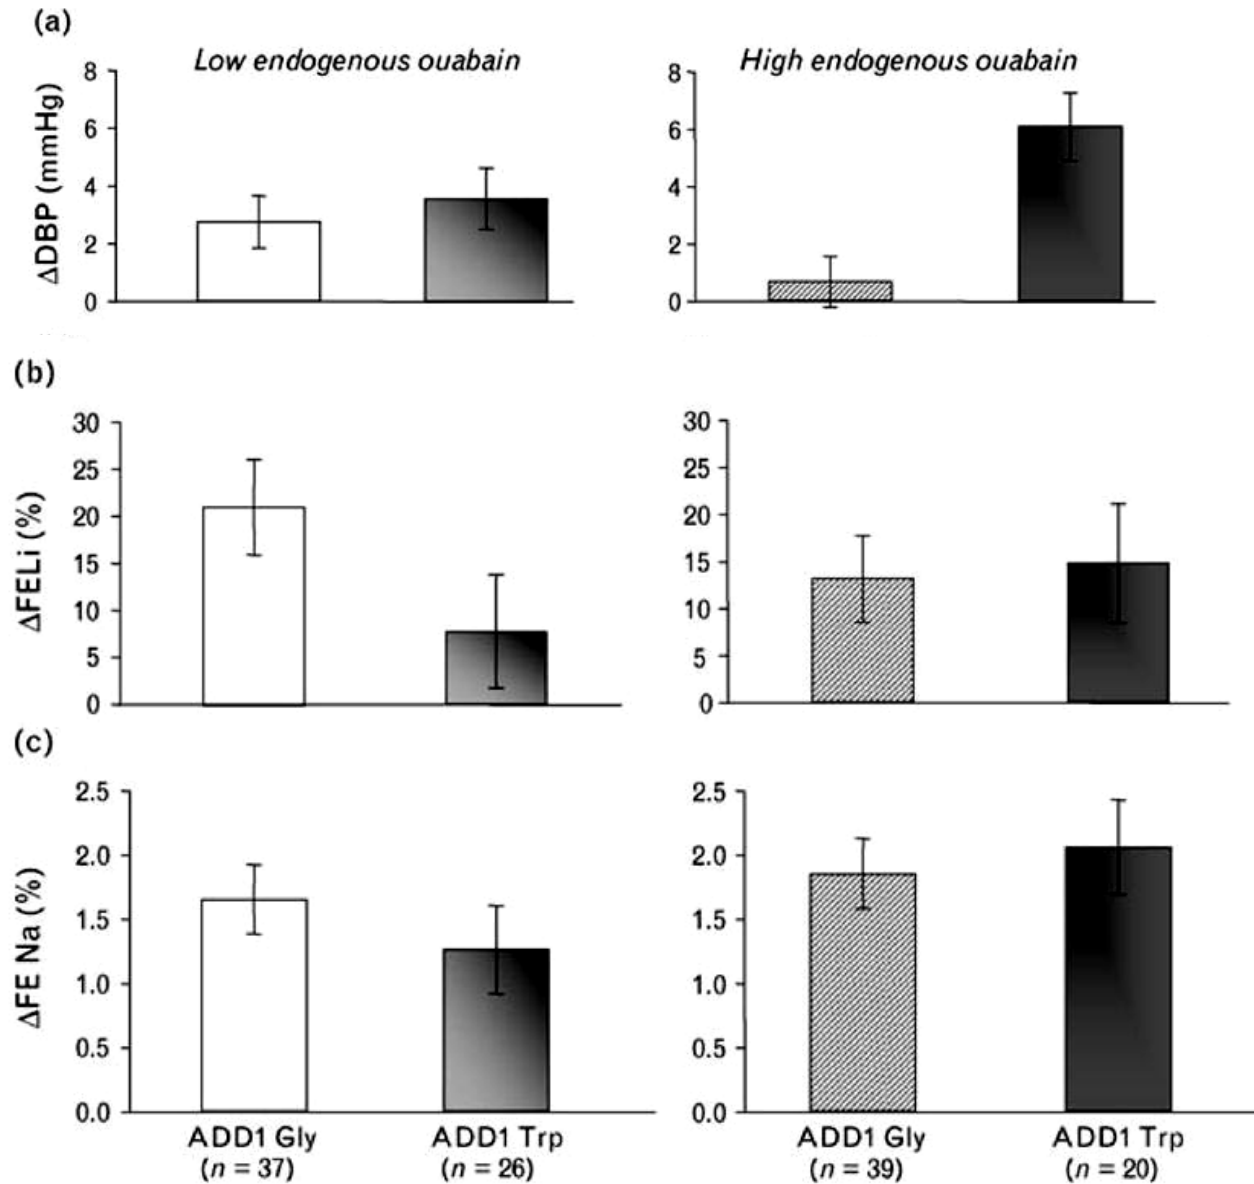 (a)
Low endogenous ouabain
High endogenous ouabain
ΔDBP (mmHg)
8
6
4
2
0
8
6
4
2
0
(b)
ΔFELi (%)
30
25
20
15
10
5
0
30
25
20
15
10
5
0
(c)
ΔFE Na (%)
2.5
2.0
1.5
1.0
0.5
0.0
2.5
2.0
1.5
1.0
0.5
0.0
ADD1 Gly
(n = 37)
ADD1 Trp
(n = 26)
ADD1 Gly
(n = 39)
ADD1 Trp
(n = 20)